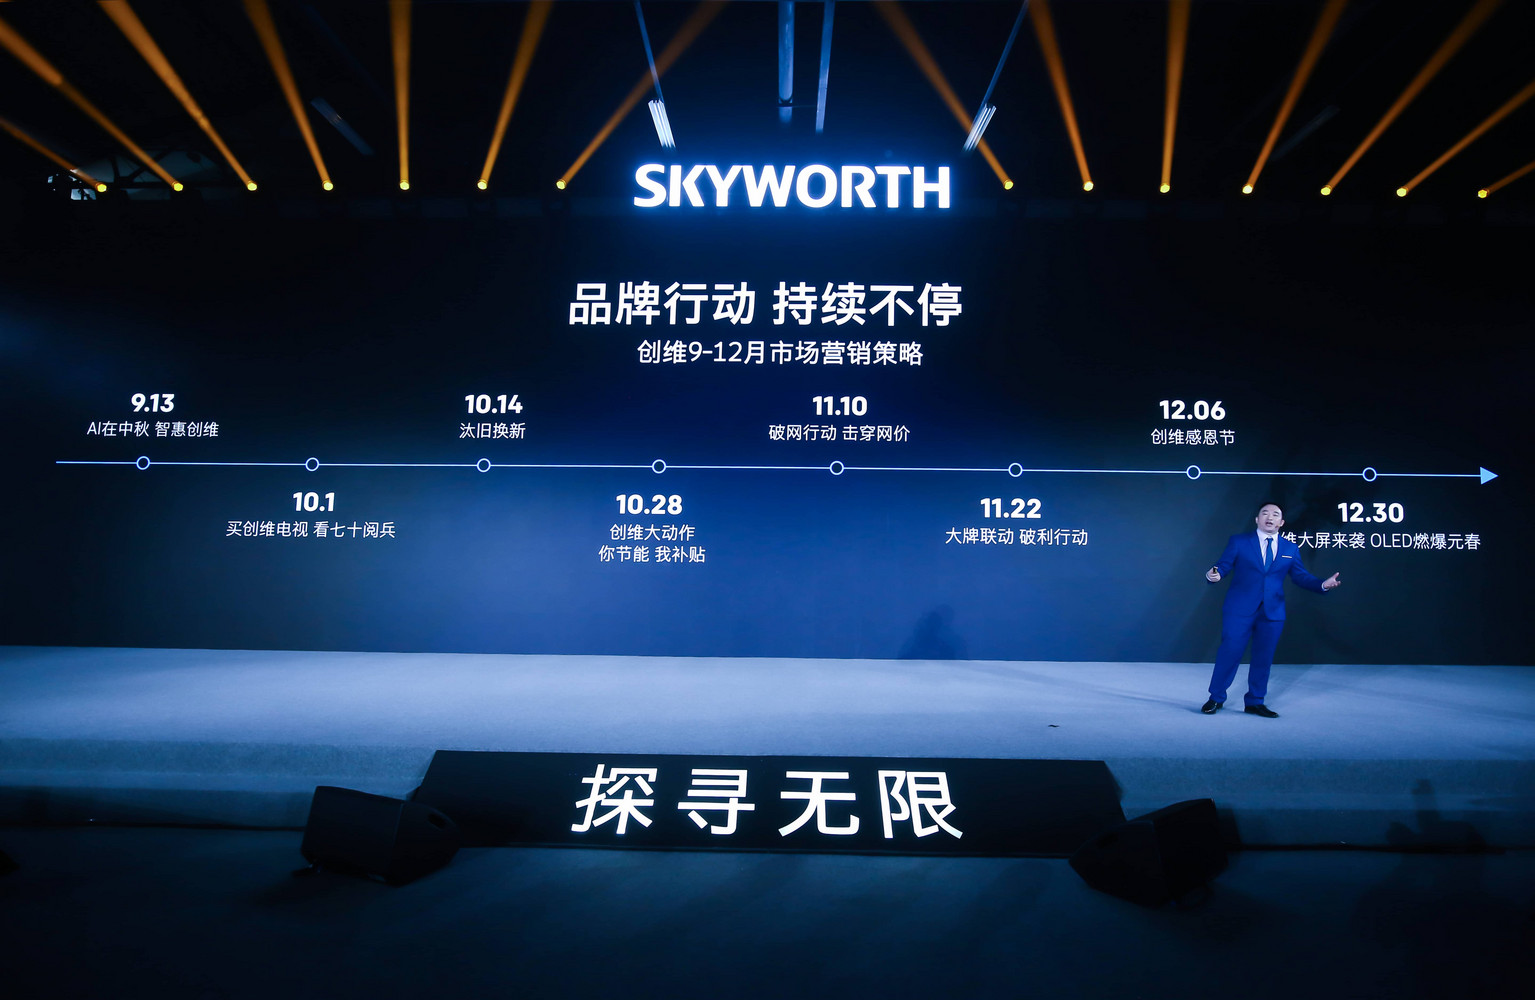 SKYWORTH
品牌行动 持续不停
创维9-12月市场营销策略
9.13
AI在中秋 智惠创维
10.1
买创维电视 看七十阅兵
10.14
汰旧换新
10.28
创维大动作
你节能 我补贴
11.10
破网行动 击穿网价
11.22
大牌联动 破利行动
12.06
创维感恩节
12.30
维大屏来袭 OLED燃爆元春
探寻无限